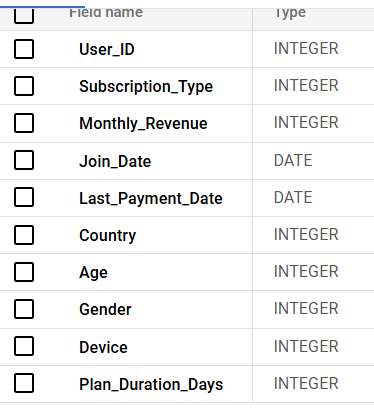 Field name Type
User_ID INTEGER
Subscription_Type INTEGER
Monthly_Revenue INTEGER
Join_Date DATE
Last_Payment_Date DATE
Country INTEGER
Age INTEGER
Gender INTEGER
Device INTEGER
Plan_Duration_Days INTEGER